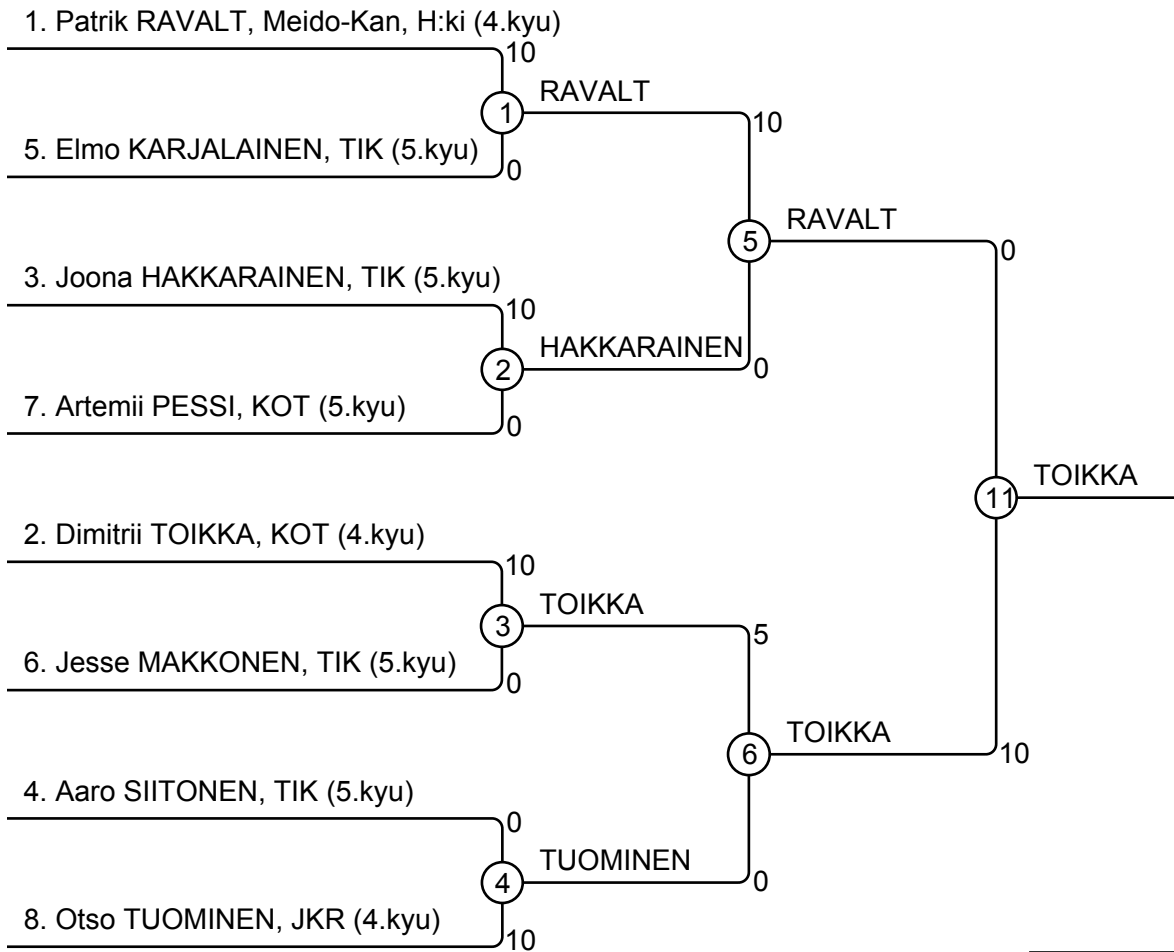 1. Patrik RAVALT, Meido-Kan, H:ki (4.kyu)
10
1 RAVALT
10
5. Elmo KARJALAINEN, TIK (5.kyu)
0
5 RAVALT
0
3. Joona HAKKARAINEN, TIK (5.kyu)
10
2 HAKKARAINEN
0
7. Artemii PESSI, KOT (5.kyu)
0
11 TOIKKA
2. Dimitrii TOIKKA, KOT (4.kyu)
10
3 TOIKKA
5
6. Jesse MAKKONEN, TIK (5.kyu)
0
6 TOIKKA
10
4. Aaro SIITONEN, TIK (5.kyu)
0
4 TUOMINEN
0
8. Otso TUOMINEN, JKR (4.kyu)
10